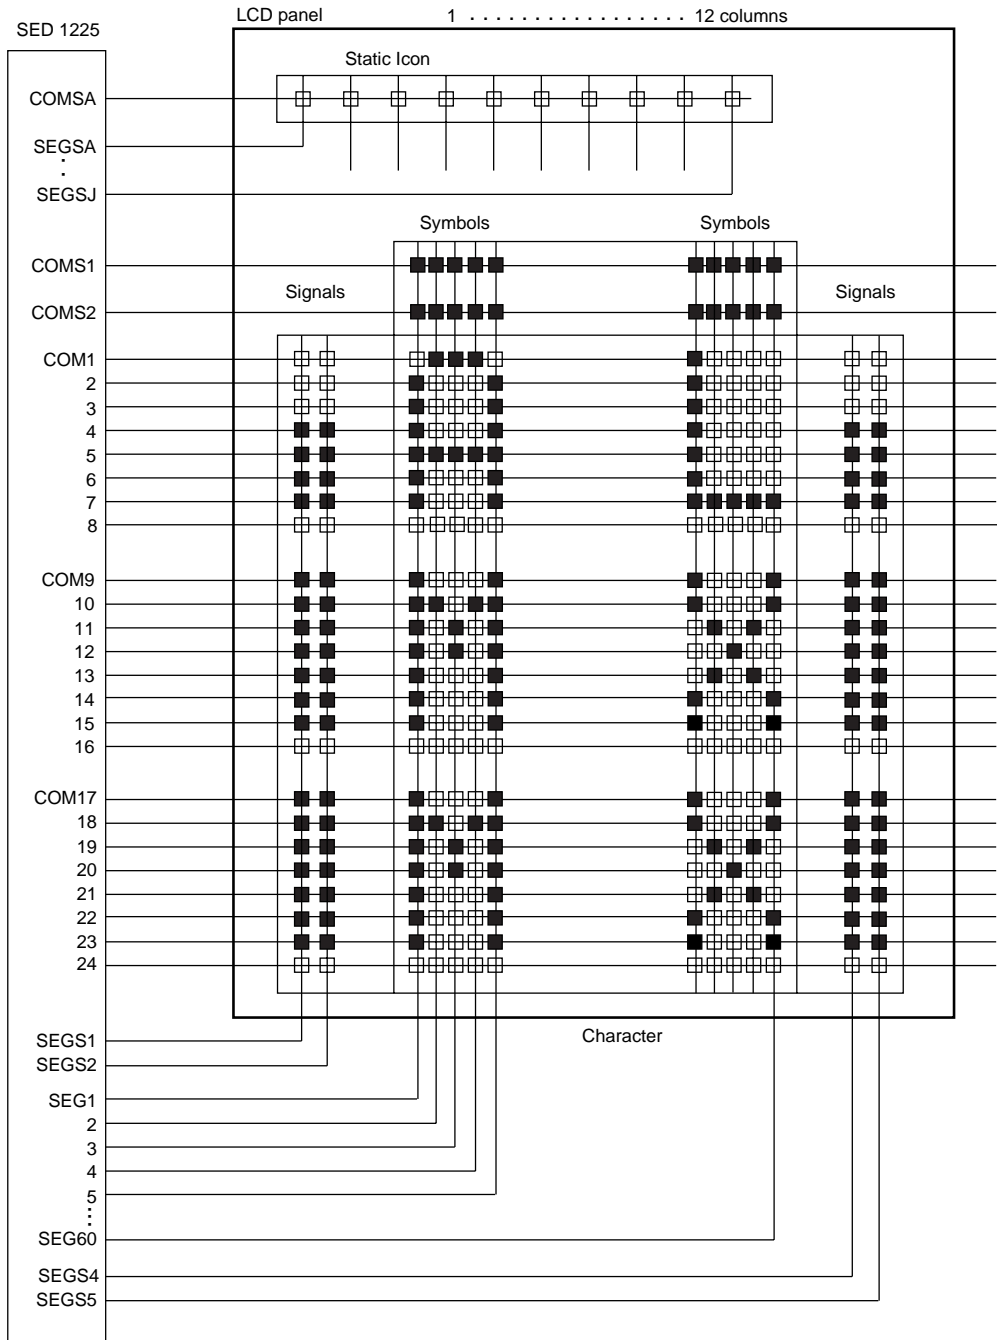 LCD panel 1 . . . . . . . . . . . . . . . . . 12 columns
SED 1225
Static Icon
COMSA
SEGSA
:
SEGSJ
Symbols Symbols
COMS1
Signals Signals
COMS2
COM1
2
3
4
5
6
7
8
COM9
10
11
12
13
14
15
16
COM17
18
19
20
21
22
23
24
Character
SEGS1
SEGS2
SEG1
2
3
4
5
⋮
SEG60
SEGS4
SEGS5